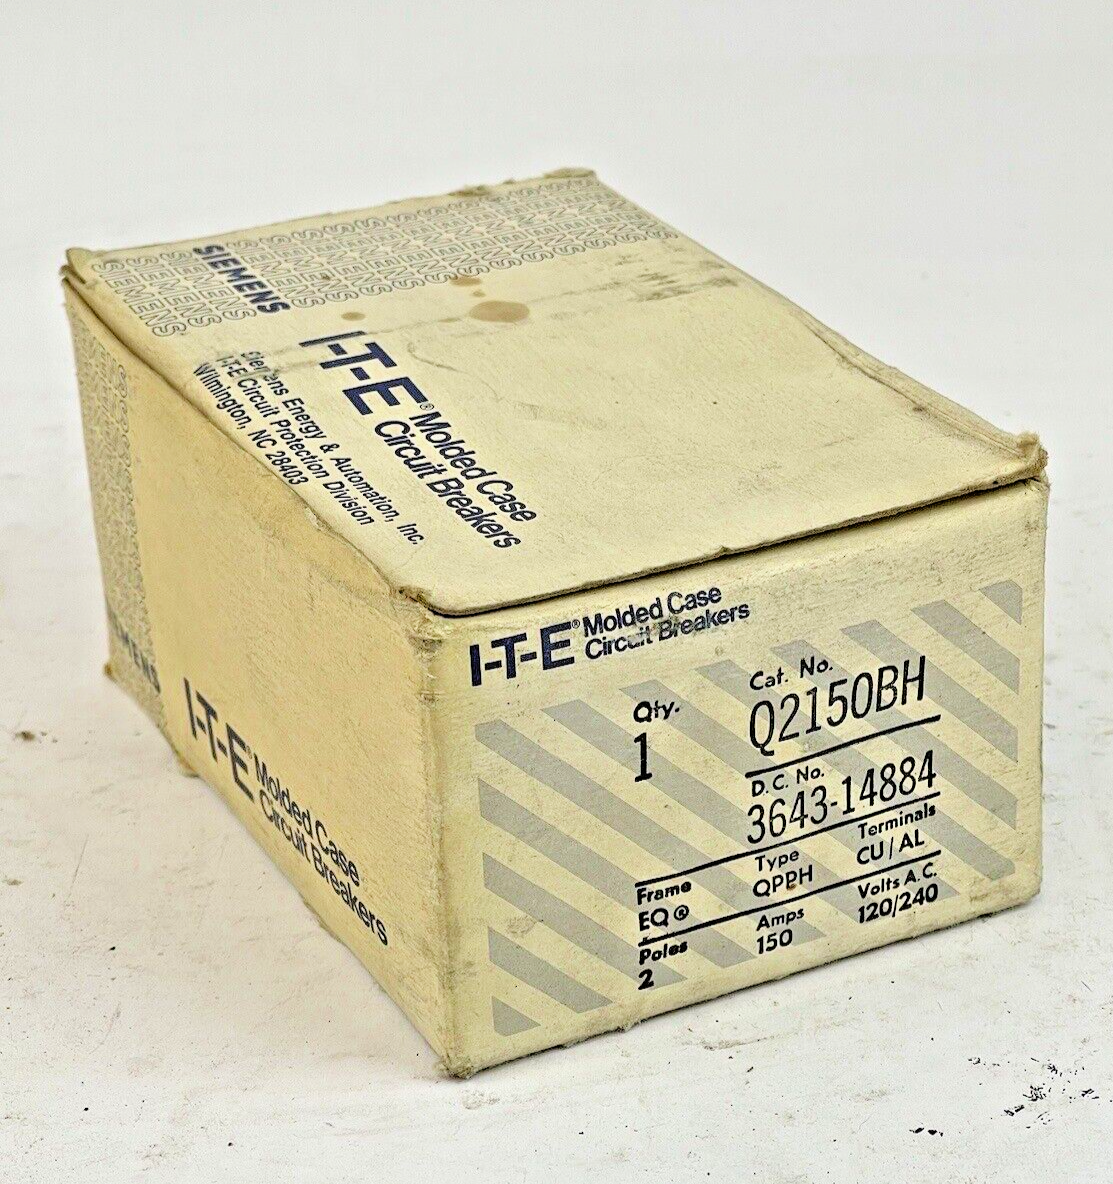 SIEMENS
I-T-E® Molded Case
Circuit Breakers
Siemens Energy & Automation, Inc.
I-T-E Circuit Protection Division
Wilmington, NC 28403
I-T-E® Molded Case
Circuit Breakers
I-T-E® Molded Case
Circuit Breakers
Qty.
1
Cat. No.
Q2150BH
D.C. No.
3643-14884
Frame Type Terminals
EQ® QPPH CU/AL
Poles Amps Volts A.C.
2 150 120/240